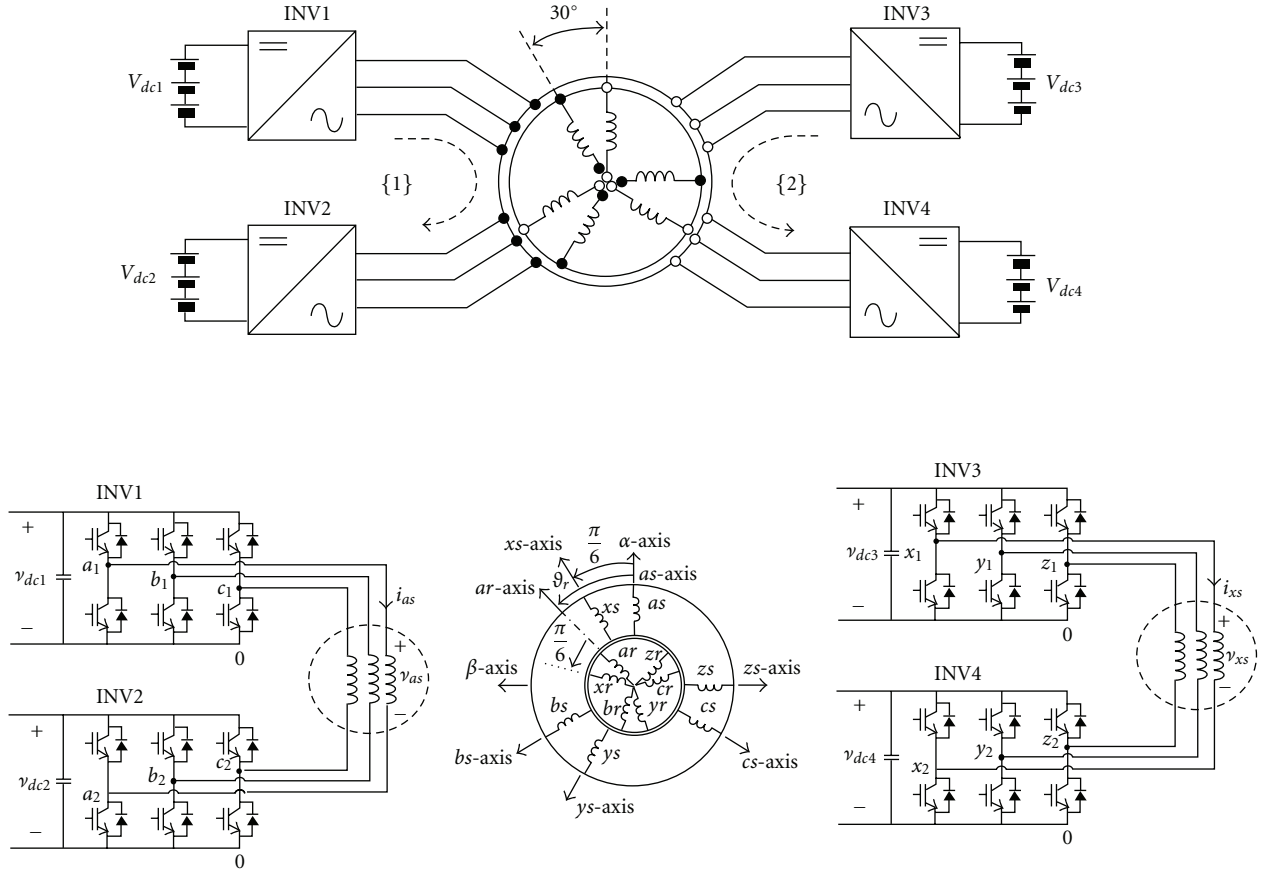 INV1
30°
INV3
V_dc1
V_dc3
{1}
{2}
INV2
INV4
V_dc2
V_dc4
INV1
+
v_dc1
−
a_1
b_1
c_1
i_as
0
+
v_as
−
INV2
+
v_dc2
−
a_2
b_2
c_2
0
π/6
α-axis
xs-axis
as-axis
ϑ_r
ar-axis
xs
as
π/6
ar
zr
β-axis
xr
cr
zs
zs-axis
bs
br
yr
cs
bs-axis
ys
cs-axis
ys-axis
INV3
+
v_dc3
−
x_1
y_1
z_1
i_xs
0
+
v_xs
−
INV4
+
v_dc4
−
x_2
y_2
z_2
0